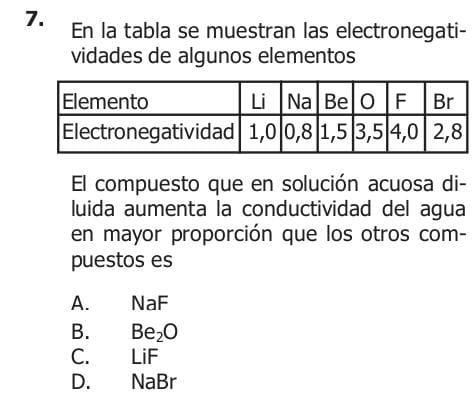 7.
En la tabla se muestran las electronegati-
vidades de algunos elementos
Elemento Li Na Be O F Br
Electronegatividad 1,0 0,8 1,5 3,5 4,0 2,8
El compuesto que en solución acuosa di-
luida aumenta la conductividad del agua
en mayor proporción que los otros com-
puestos es
A. NaF
B. Be₂O
C. LiF
D. NaBr